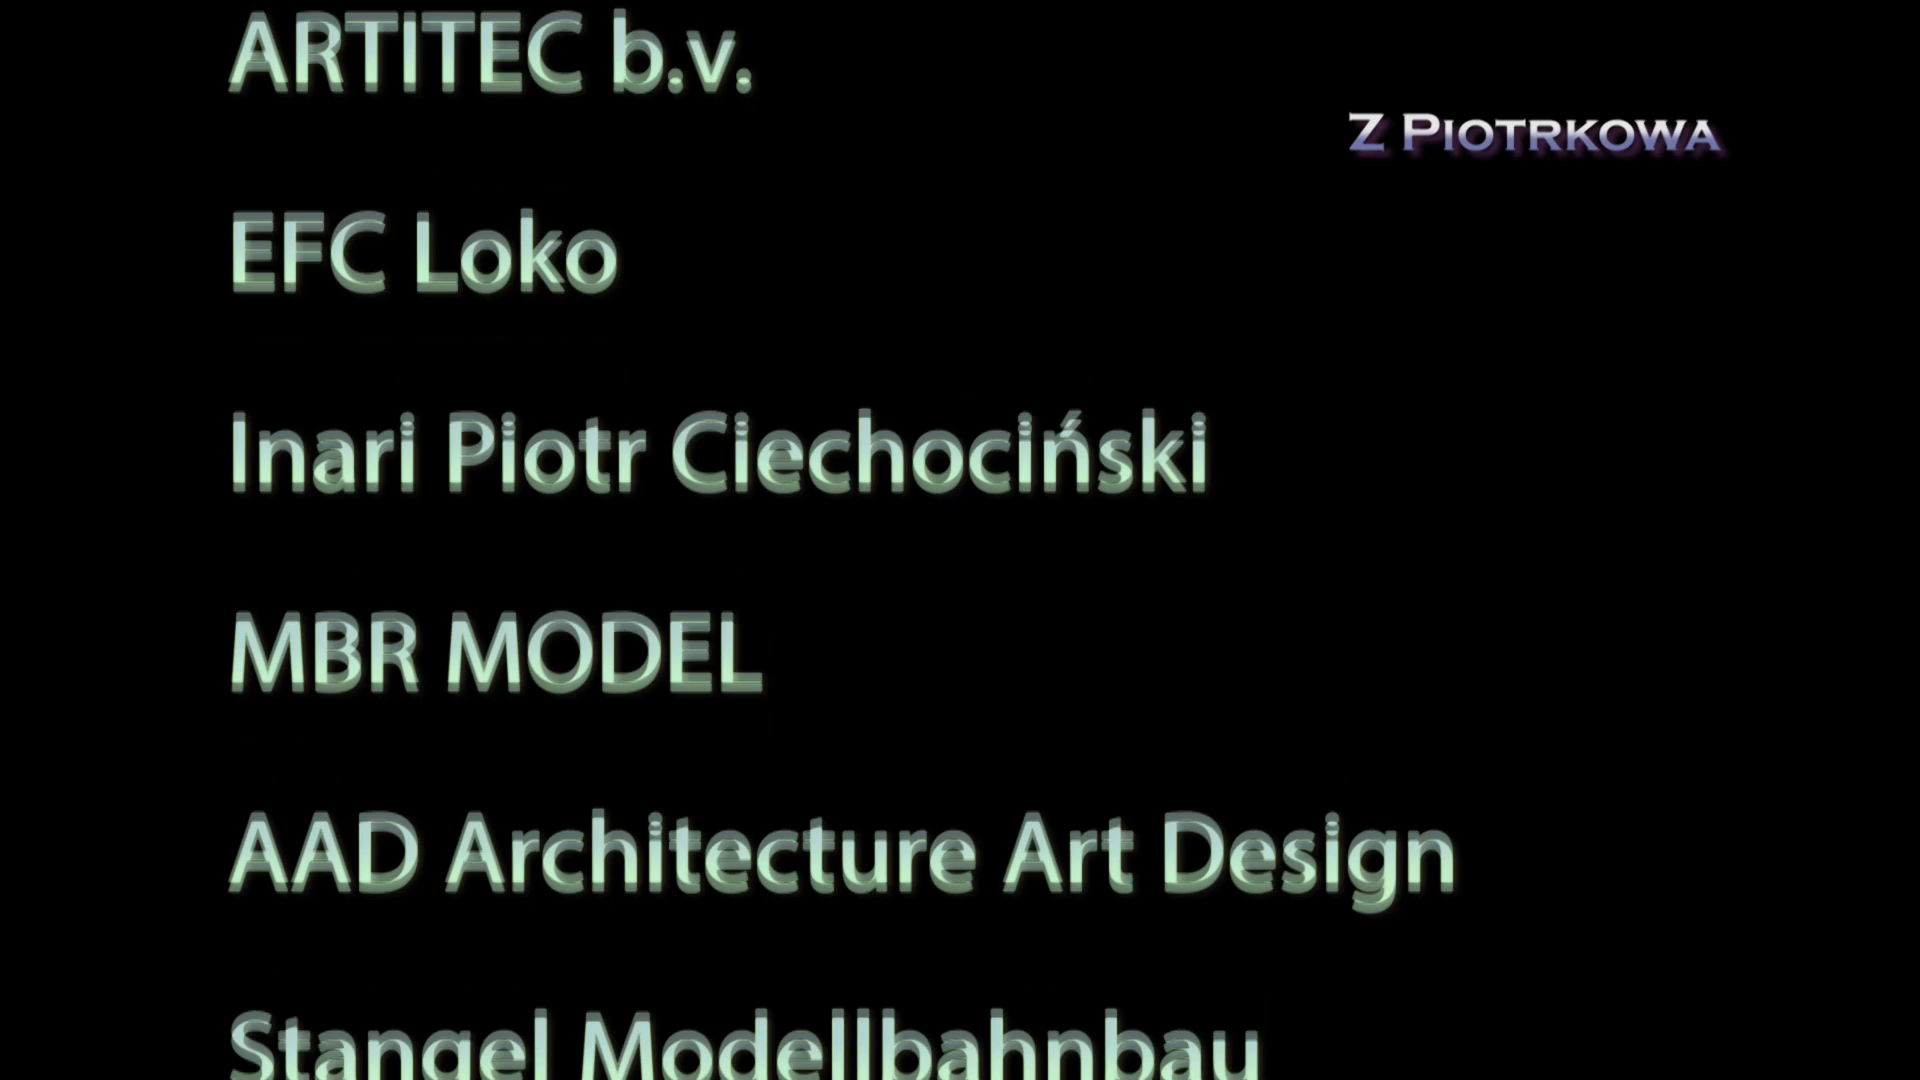 ARTITEC b.v.
Z PIOTRKOWA
EFC Loko
Inari Piotr Ciechociński
MBR MODEL
AAD Architecture Art Design
Stangel Modellbahnbau